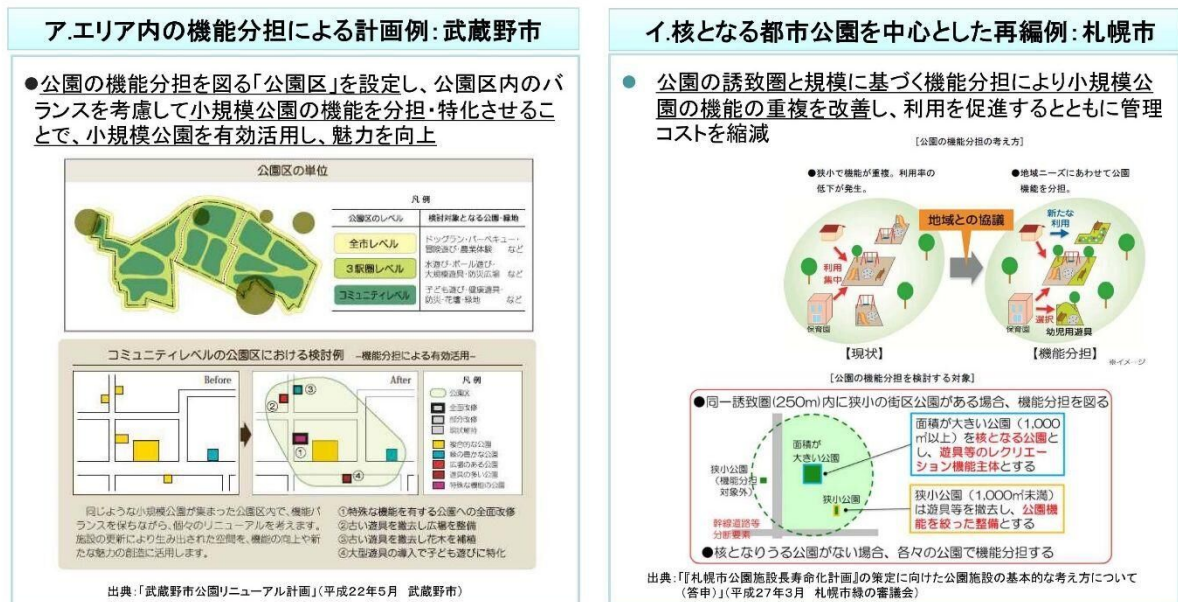 ア.エリア内の機能分担による計画例:武蔵野市
●公園の機能分担を図る「公園区」を設定し、公園区内のバ
ランスを考慮して小規模公園の機能を分担・特化させるこ
とで、小規模公園を有効活用し、魅力を向上
公園区の単位
凡例
公園区のレベル
検討対象となる公園・緑地
全市レベル
ドッグラン・バーベキュー・
冒険遊び・農業体験 など
3駅圏レベル
水遊び・ボール遊び・
大規模遊具・防災広場 など
コミュニティレベル
子ども遊び・健康遊具・
防災・花壇・緑地 など
コミュニティレベルの公園区における検討例 -機能分担による有効活用-
Before
After
① ② ③ ④
凡例
公園区
全面改修
部分改修
現状維持
複合的な公園
緑の豊かな公園
広場のある公園
遊具の多い公園
特殊な機能の公園
同じような小規模公園が集まった公園区内で、機能バ
ランスを保ちながら、個々のリニューアルを考えます。
施設の更新により生み出された空間を、機能の向上や新
たな魅力の創造に活用します。
①特殊な機能を有する公園への全面改修
②古い遊具を撤去し広場を整備
③古い遊具を撤去し花木を補植
④大型遊具の導入で子ども遊びに特化
出典:「武蔵野市公園リニューアル計画」(平成22年5月 武蔵野市)
イ.核となる都市公園を中心とした再編例:札幌市
● 公園の誘致圏と規模に基づく機能分担により小規模公
園の機能の重複を改善し、利用を促進するとともに管理
コストを縮減
[公園の機能分担の考え方]
●狭小で機能が重複。利用率の
低下が発生。
●地域ニーズにあわせて公園
機能を分担。
地域との協議
利用
集中
保育園
【現状】
新たな
利用
選択
保育園
幼児用遊具
【機能分担】
※イメージ
[公園の機能分担を検討する対象]
●同一誘致圏(250m)内に狭小の街区公園がある場合、機能分担を図る
面積が
大きい公園
狭小公園
(機能分担
対象外)
狭小公園
幹線道路等
分断要素
面積が大きい公園(1,000
㎡以上)を核となる公園と
し、遊具等のレクリエー
ション機能主体とする
狭小公園(1,000㎡未満)
は遊具等を撤去し、公園機
能を絞った整備とする
●核となりうる公園がない場合、各々の公園で機能分担する
出典:「『札幌市公園施設長寿命化計画』の策定に向けた公園施設の基本的な考え方について
(答申)」(平成27年3月 札幌市緑の審議会)